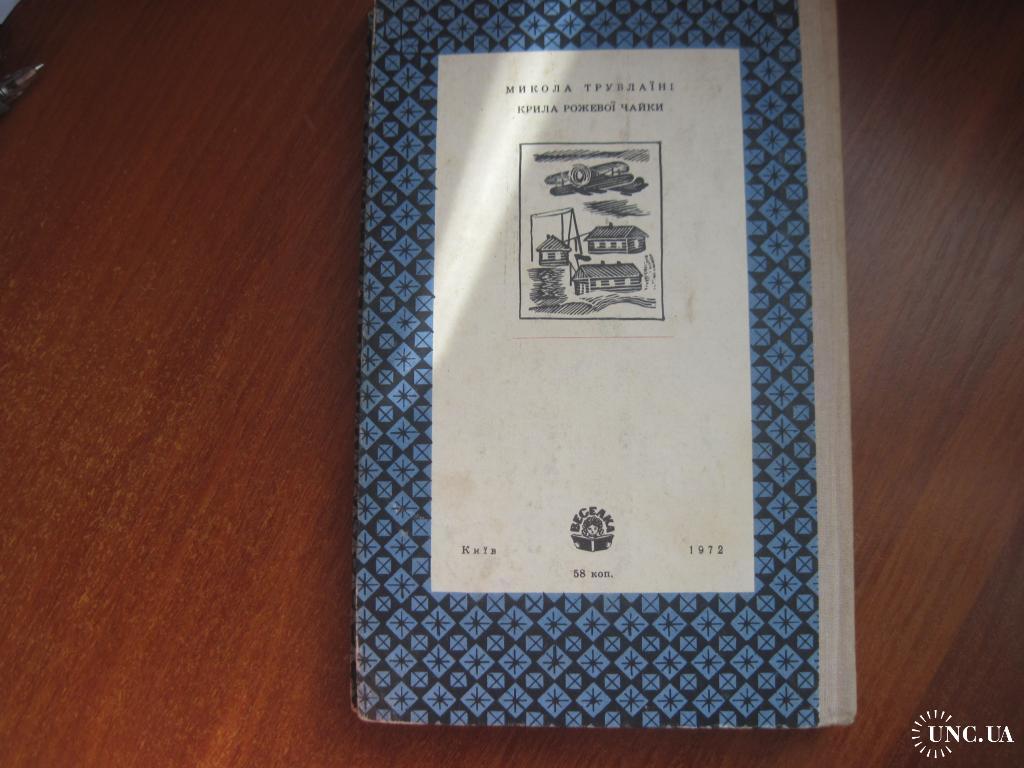 МИКОЛА ТРУБЛАЇНІ
КРИЛА РОЖЕВОЇ ЧАЙКИ
ВЕСЕЛКА
Київ 1972
58 коп.
UNC.UA